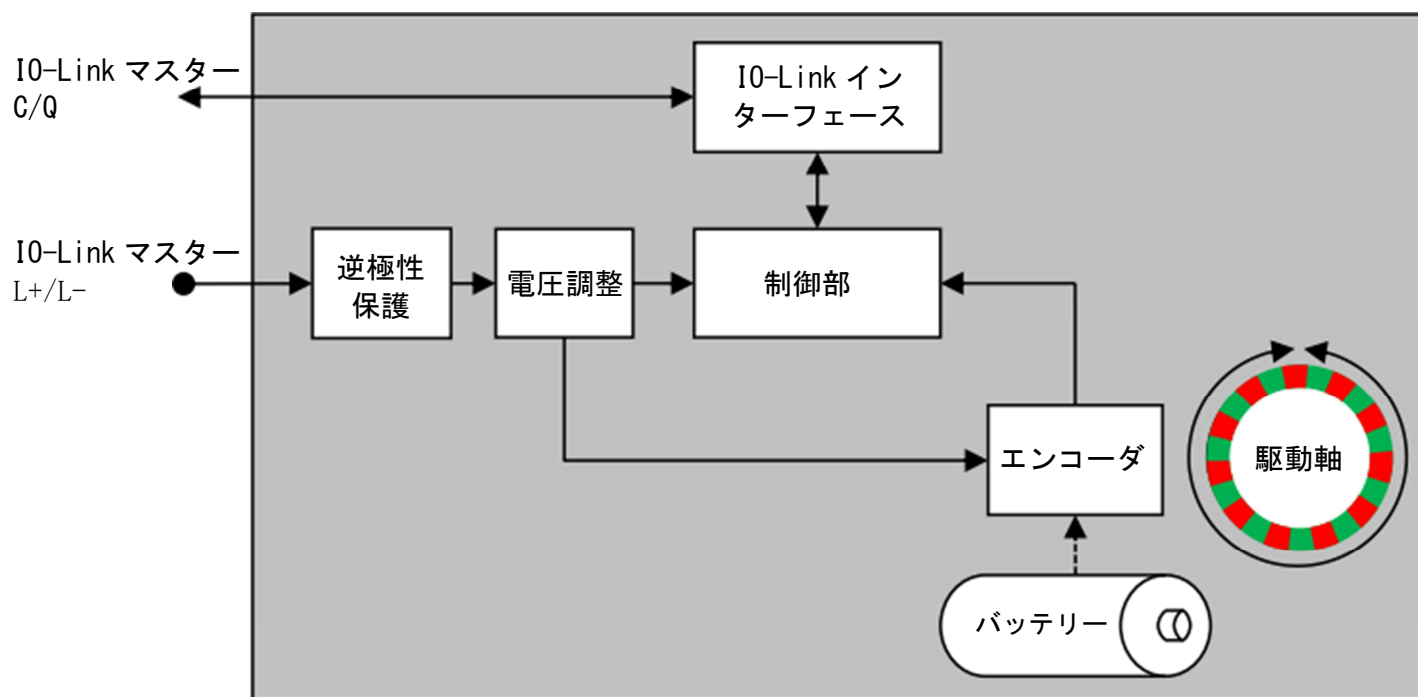 IO-Link マスター
C/Q
IO-Link イン
ターフェース
IO-Link マスター
L+/L-
逆極性
保護
電圧調整
制御部
エンコーダ
駆動軸
バッテリー